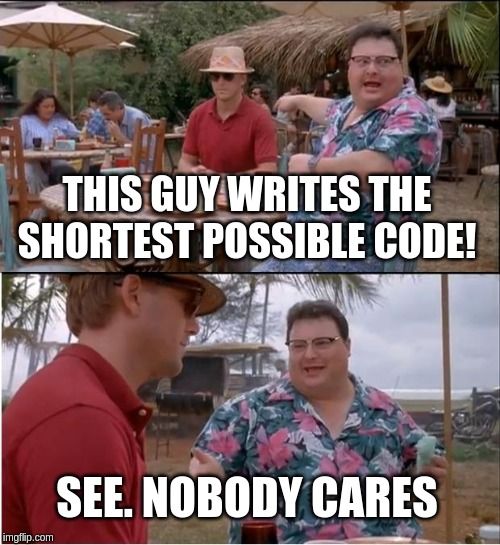 THIS GUY WRITES THE
SHORTEST POSSIBLE CODE!
SEE. NOBODY CARES
imgflip.com